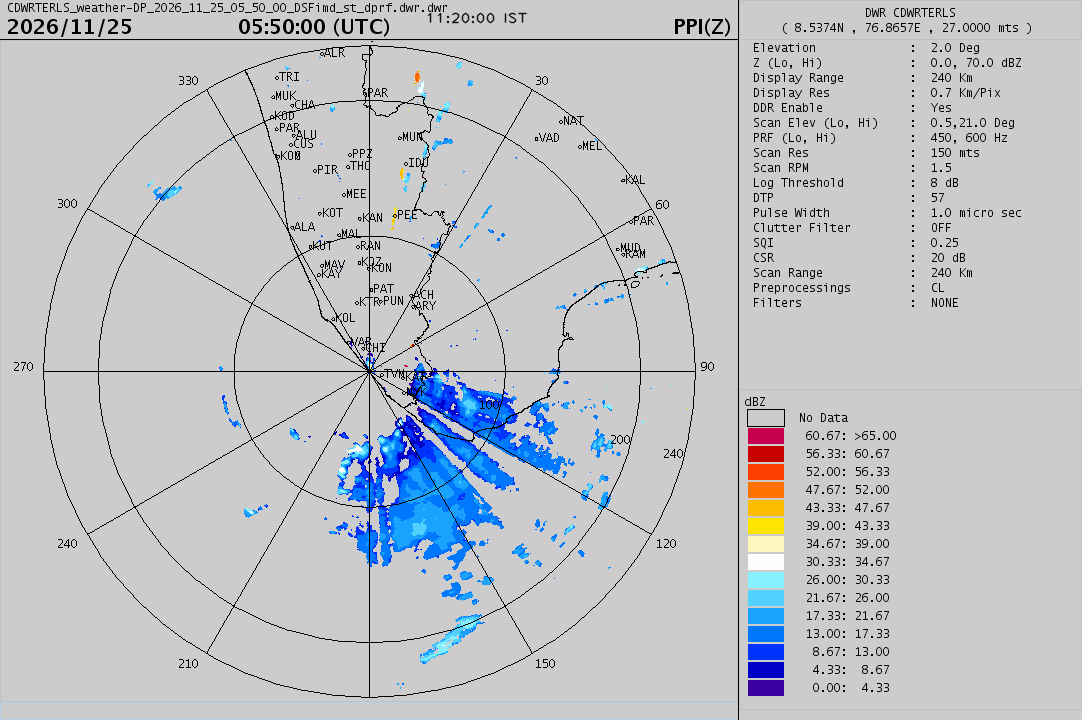 CDWRTERLS_weather-DP_2026_11_25_05_50_00_DSFimd_st_dprf.dwr.dwr
2026/11/25 05:50:00 (UTC) 11:20:00 IST PPI(Z)
DWR CDWRTERLS
( 8.5374N , 76.8657E , 27.0000 mts )
Elevation : 2.0 Deg
Z (Lo, Hi) : 0.0, 70.0 dBZ
Display Range : 240 Km
Display Res : 0.7 Km/Pix
DDR Enable : Yes
Scan Elev (Lo, Hi) : 0.5,21.0 Deg
PRF (Lo, Hi) : 450, 600 Hz
Scan Res : 150 mts
Scan RPM : 1.5
Log Threshold : 8 dB
DTP : 57
Pulse Width : 1.0 micro sec
Clutter Filter : OFF
SQI : 0.25
CSR : 20 dB
Scan Range : 240 Km
Preprocessings : CL
Filters : NONE
dBZ
No Data
60.67: >65.00
56.33: 60.67
52.00: 56.33
47.67: 52.00
43.33: 47.67
39.00: 43.33
34.67: 39.00
30.33: 34.67
26.00: 30.33
21.67: 26.00
17.33: 21.67
13.00: 17.33
8.67: 13.00
4.33: 8.67
0.00: 4.33
ALR
TRI
330
30
MUK
PAR
CHA
KOD
NAT
PAR
ALU
MUN
VAD
CUS
MEL
PPZ
IDU
THO
PIR
KAL
MEE
300
60
KOT
KAN
PEE
PAR
ALA
MAL
KUT
RAN
MUD
RAM
KOZ
MAV
KON
KAY
PAT
ACH
KTR
PUN
ARY
KOL
VAR
CHI
270
90
TVM
100
200
240
240
120
210
150